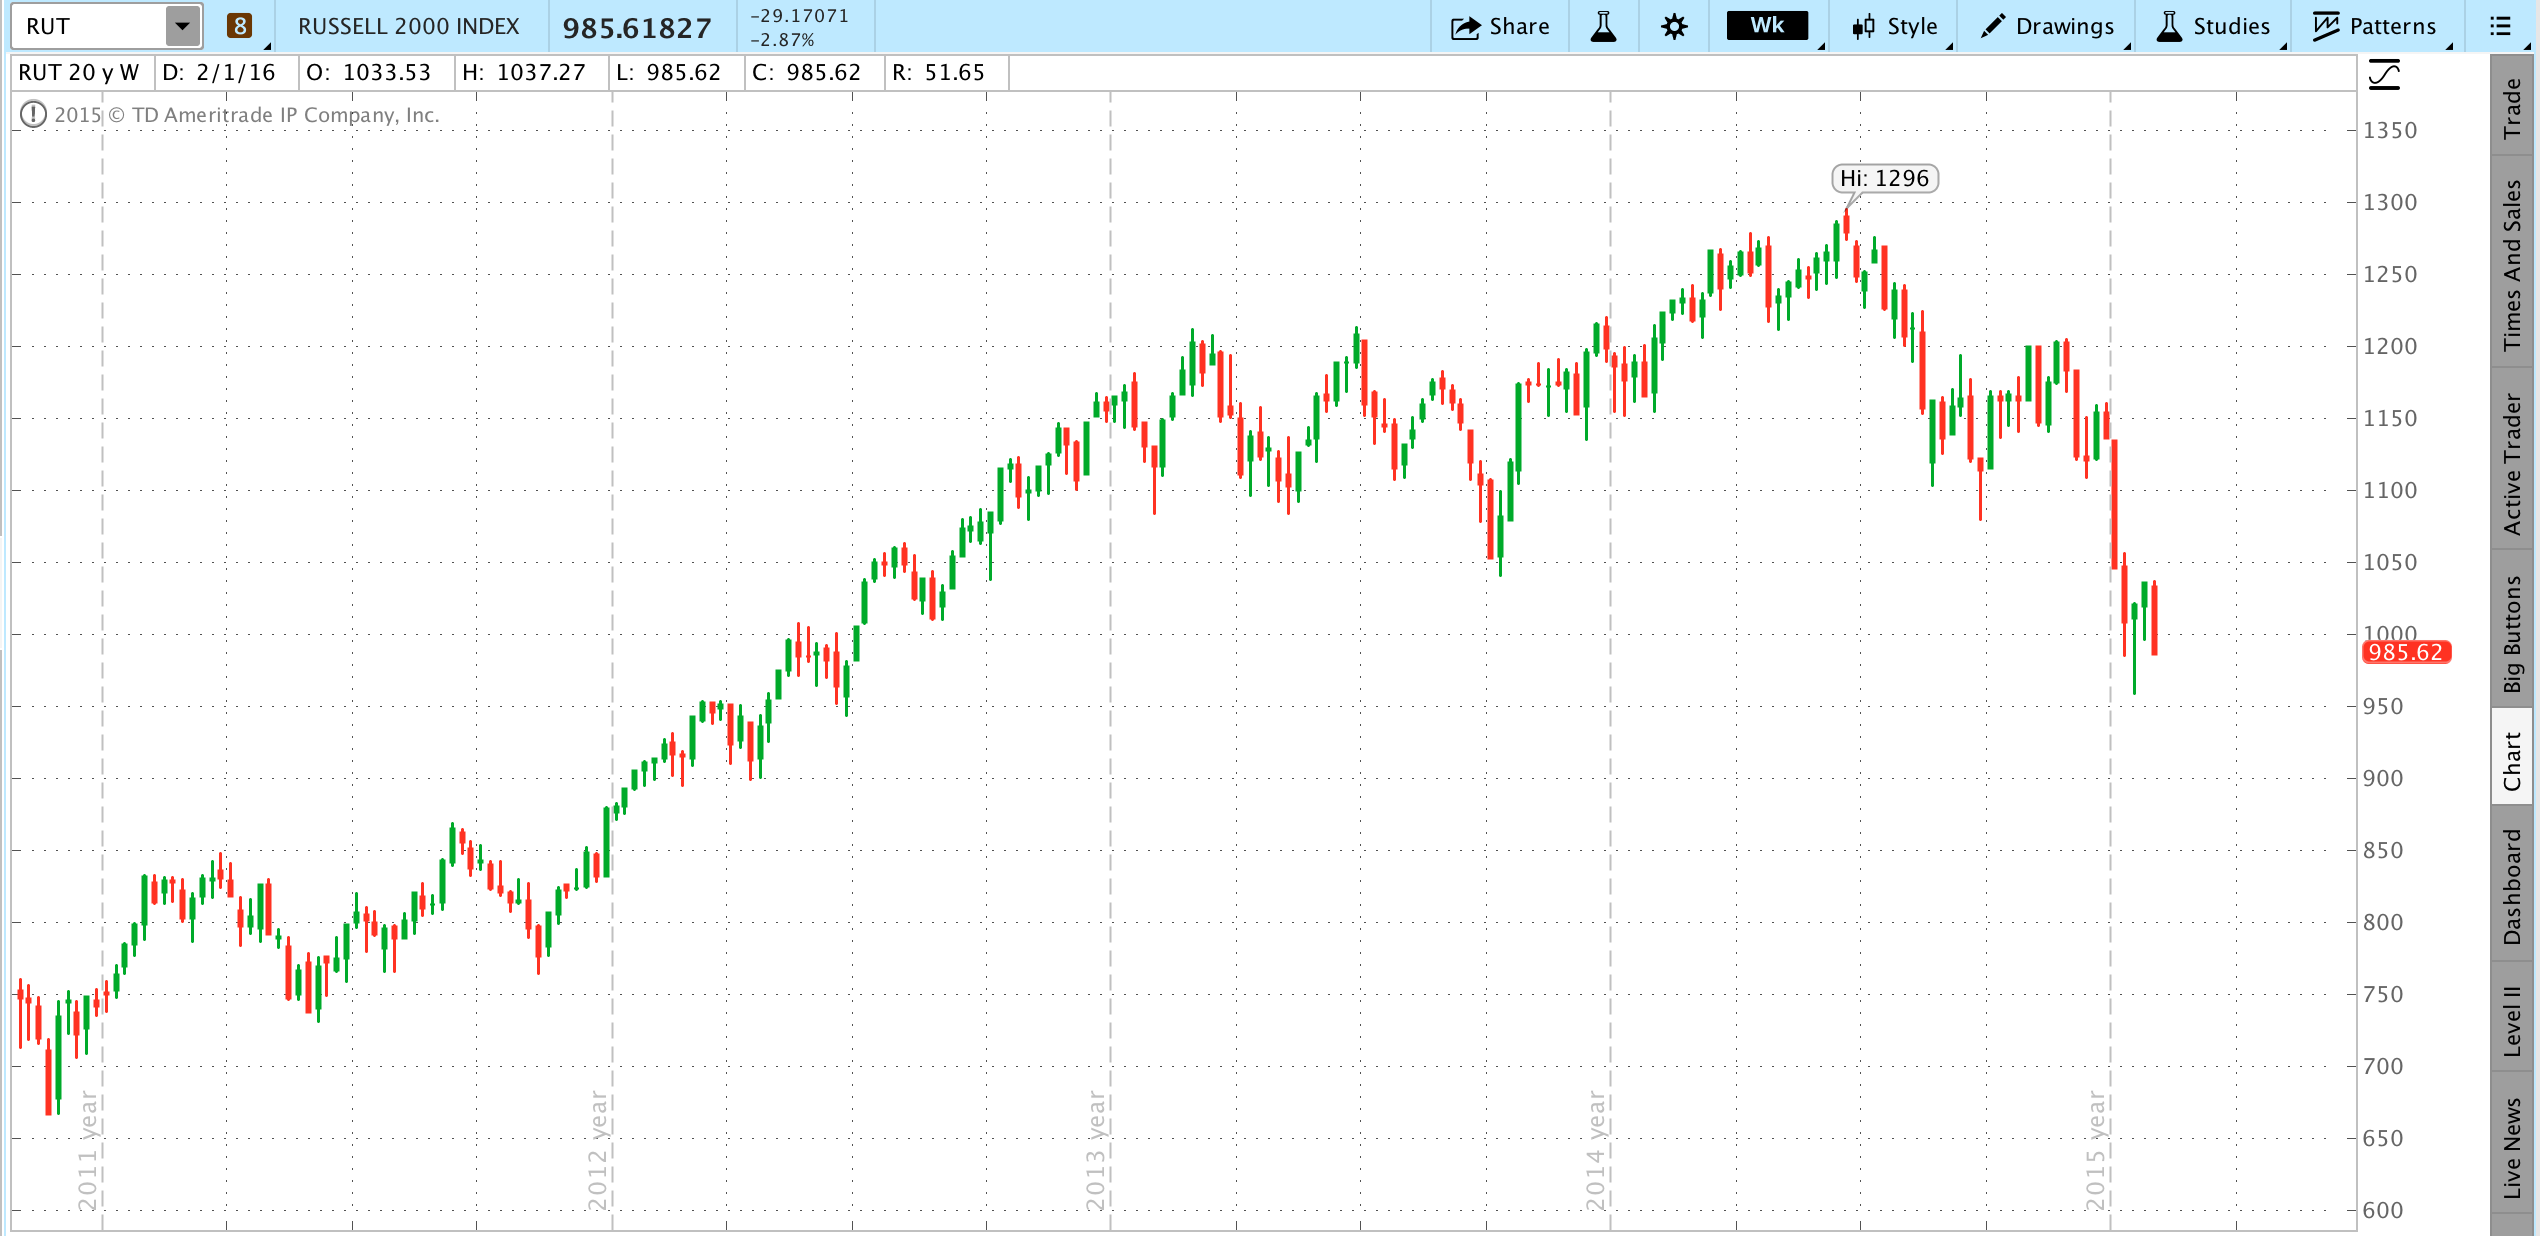 RUT
8
RUSSELL 2000 INDEX
985.61827
-29.17071
-2.87%
Share
Wk
Style
Drawings
Studies
Patterns
RUT 20 y W
D: 2/1/16
O: 1033.53
H: 1037.27
L: 985.62
C: 985.62
R: 51.65
2015 © TD Ameritrade IP Company, Inc.
Hi: 1296
1350
1300
1250
1200
1150
1100
1050
1000
985.62
950
900
850
800
750
700
650
600
2011 year
2012 year
2013 year
2014 year
2015 year
Trade
Times And Sales
Active Trader
Big Buttons
Chart
Dashboard
Level II
Live News